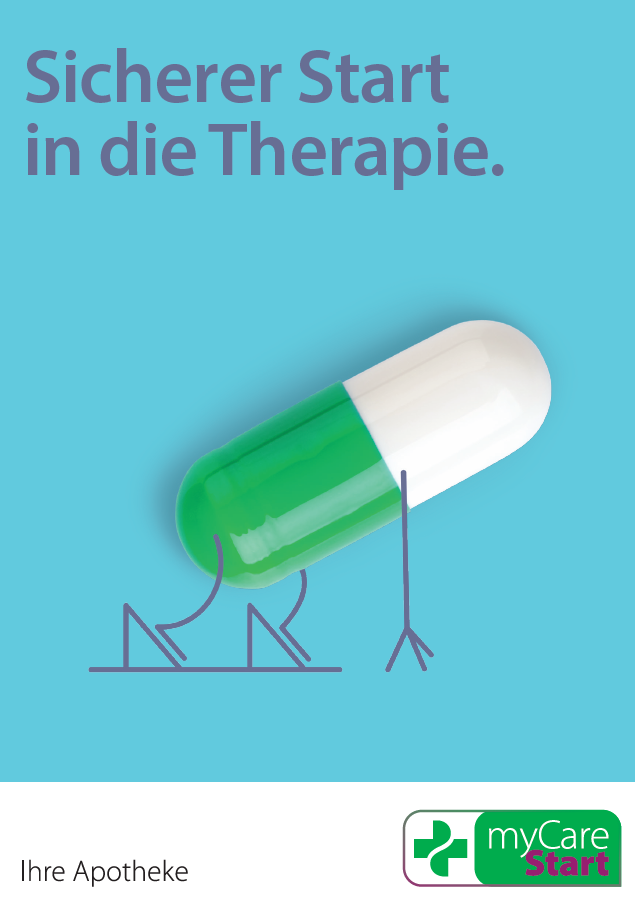 Sicherer Start
in die Therapie.
Ihre Apotheke
myCare
Start